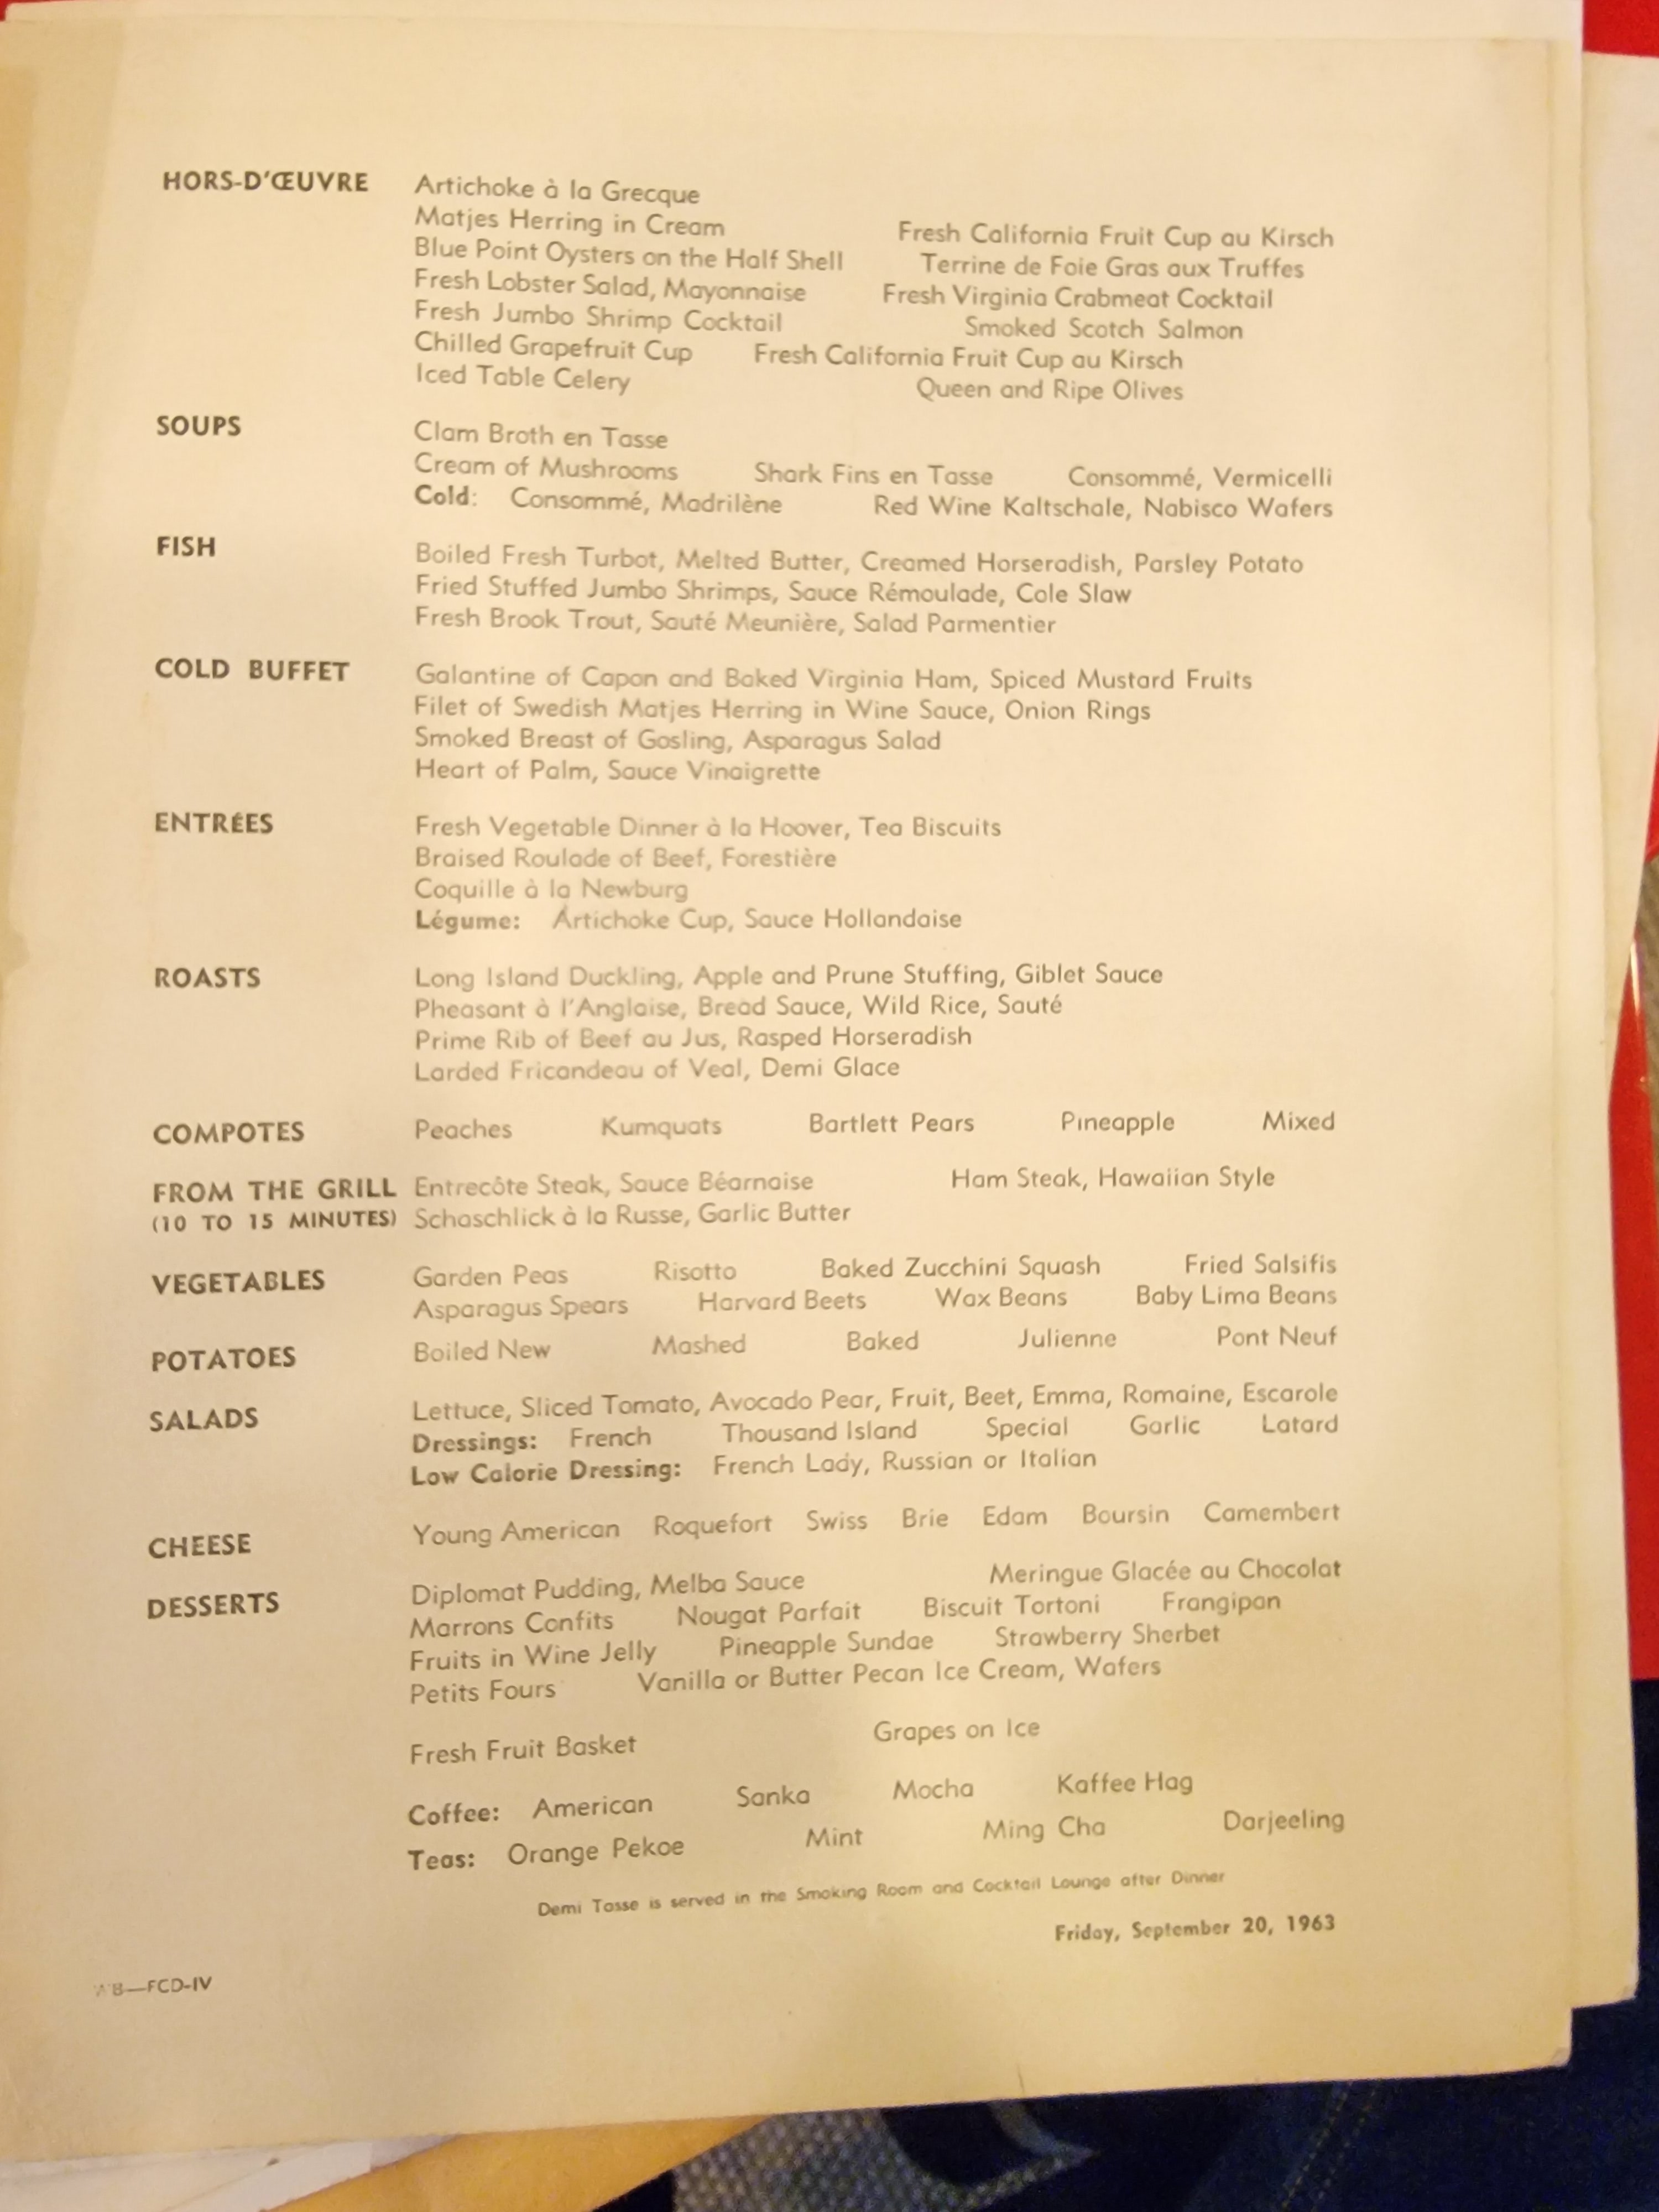 HORS-D'ŒUVRE Artichoke à la Grecque
Matjes Herring in Cream Fresh California Fruit Cup au Kirsch
Blue Point Oysters on the Half Shell Terrine de Foie Gras aux Truffes
Fresh Lobster Salad, Mayonnaise Fresh Virginia Crabmeat Cocktail
Fresh Jumbo Shrimp Cocktail Smoked Scotch Salmon
Chilled Grapefruit Cup Fresh California Fruit Cup au Kirsch
Iced Table Celery Queen and Ripe Olives
SOUPS Clam Broth en Tasse
Cream of Mushrooms Shark Fins en Tasse Consommé, Vermicelli
Cold: Consommé, Madrilène Red Wine Kaltschale, Nabisco Wafers
FISH Boiled Fresh Turbot, Melted Butter, Creamed Horseradish, Parsley Potato
Fried Stuffed Jumbo Shrimps, Sauce Rémoulade, Cole Slaw
Fresh Brook Trout, Sauté Meunière, Salad Parmentier
COLD BUFFET Galantine of Capon and Baked Virginia Ham, Spiced Mustard Fruits
Filet of Swedish Matjes Herring in Wine Sauce, Onion Rings
Smoked Breast of Gosling, Asparagus Salad
Heart of Palm, Sauce Vinaigrette
ENTRÉES Fresh Vegetable Dinner à la Hoover, Tea Biscuits
Braised Roulade of Beef, Forestière
Coquille à la Newburg
Légume: Artichoke Cup, Sauce Hollandaise
ROASTS Long Island Duckling, Apple and Prune Stuffing, Giblet Sauce
Pheasant à l'Anglaise, Bread Sauce, Wild Rice, Sauté
Prime Rib of Beef au Jus, Rasped Horseradish
Larded Fricandeau of Veal, Demi Glace
COMPOTES Peaches Kumquats Bartlett Pears Pineapple Mixed
FROM THE GRILL Entrecôte Steak, Sauce Béarnaise Ham Steak, Hawaiian Style
(10 TO 15 MINUTES) Schaschlick à la Russe, Garlic Butter
VEGETABLES Garden Peas Risotto Baked Zucchini Squash Fried Salsifis
Asparagus Spears Harvard Beets Wax Beans Baby Lima Beans
POTATOES Boiled New Mashed Baked Julienne Pont Neuf
SALADS Lettuce, Sliced Tomato, Avocado Pear, Fruit, Beet, Emma, Romaine, Escarole
Dressings: French Thousand Island Special Garlic Latard
Low Calorie Dressing: French Lady, Russian or Italian
CHEESE Young American Roquefort Swiss Brie Edam Boursin Camembert
DESSERTS Diplomat Pudding, Melba Sauce Meringue Glacée au Chocolat
Marrons Confits Nougat Parfait Biscuit Tortoni Frangipan
Fruits in Wine Jelly Pineapple Sundae Strawberry Sherbet
Petits Fours Vanilla or Butter Pecan Ice Cream, Wafers
Fresh Fruit Basket Grapes on Ice
Coffee: American Sanka Mocha Kaffee Hag
Teas: Orange Pekoe Mint Ming Cha Darjeeling
Demi Tasse is served in the Smoking Room and Cocktail Lounge after Dinner
Friday, September 20, 1963
FCD-IV